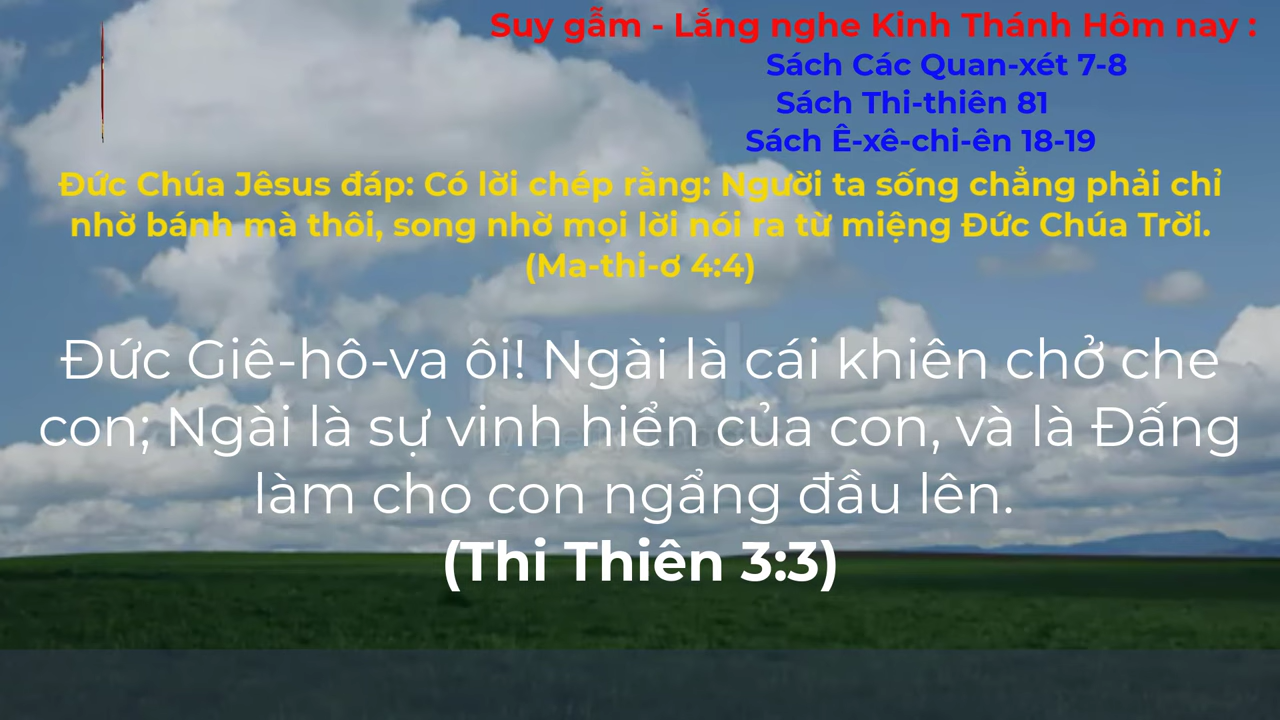 Suy gẫm - Lắng nghe Kinh Thánh Hôm nay :
Sách Các Quan-xét 7-8
Sách Thi-thiên 81
Sách Ê-xê-chi-ên 18-19
Đức Chúa Jêsus đáp: Có lời chép rằng: Người ta sống chẳng phải chỉ
nhờ bánh mà thôi, song nhờ mọi lời nói ra từ miệng Đức Chúa Trời.
(Ma-thi-ơ 4:4)
Đức Giê-hô-va ôi! Ngài là cái khiên chở che
con; Ngài là sự vinh hiển của con, và là Đấng
làm cho con ngẩng đầu lên.
(Thi Thiên 3:3)